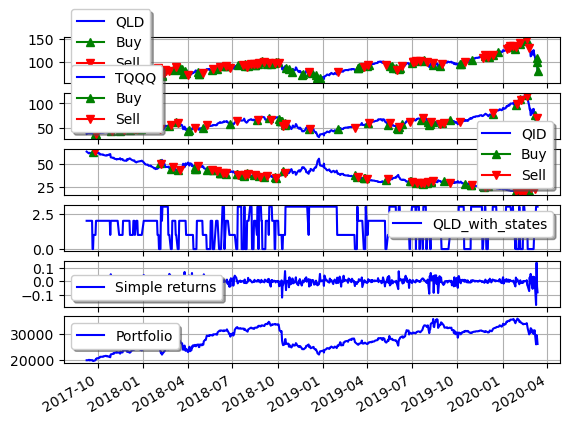 QLD
Buy
Sell
150
100
TQQQ
Buy
Sell
100
50
QID
Buy
Sell
50
25
2.5
0.0
QLD_with_states
0.1
0.0
−0.1
Simple returns
30000
20000
Portfolio
2017-10
2018-01
2018-04
2018-07
2018-10
2019-01
2019-04
2019-07
2019-10
2020-01
2020-04